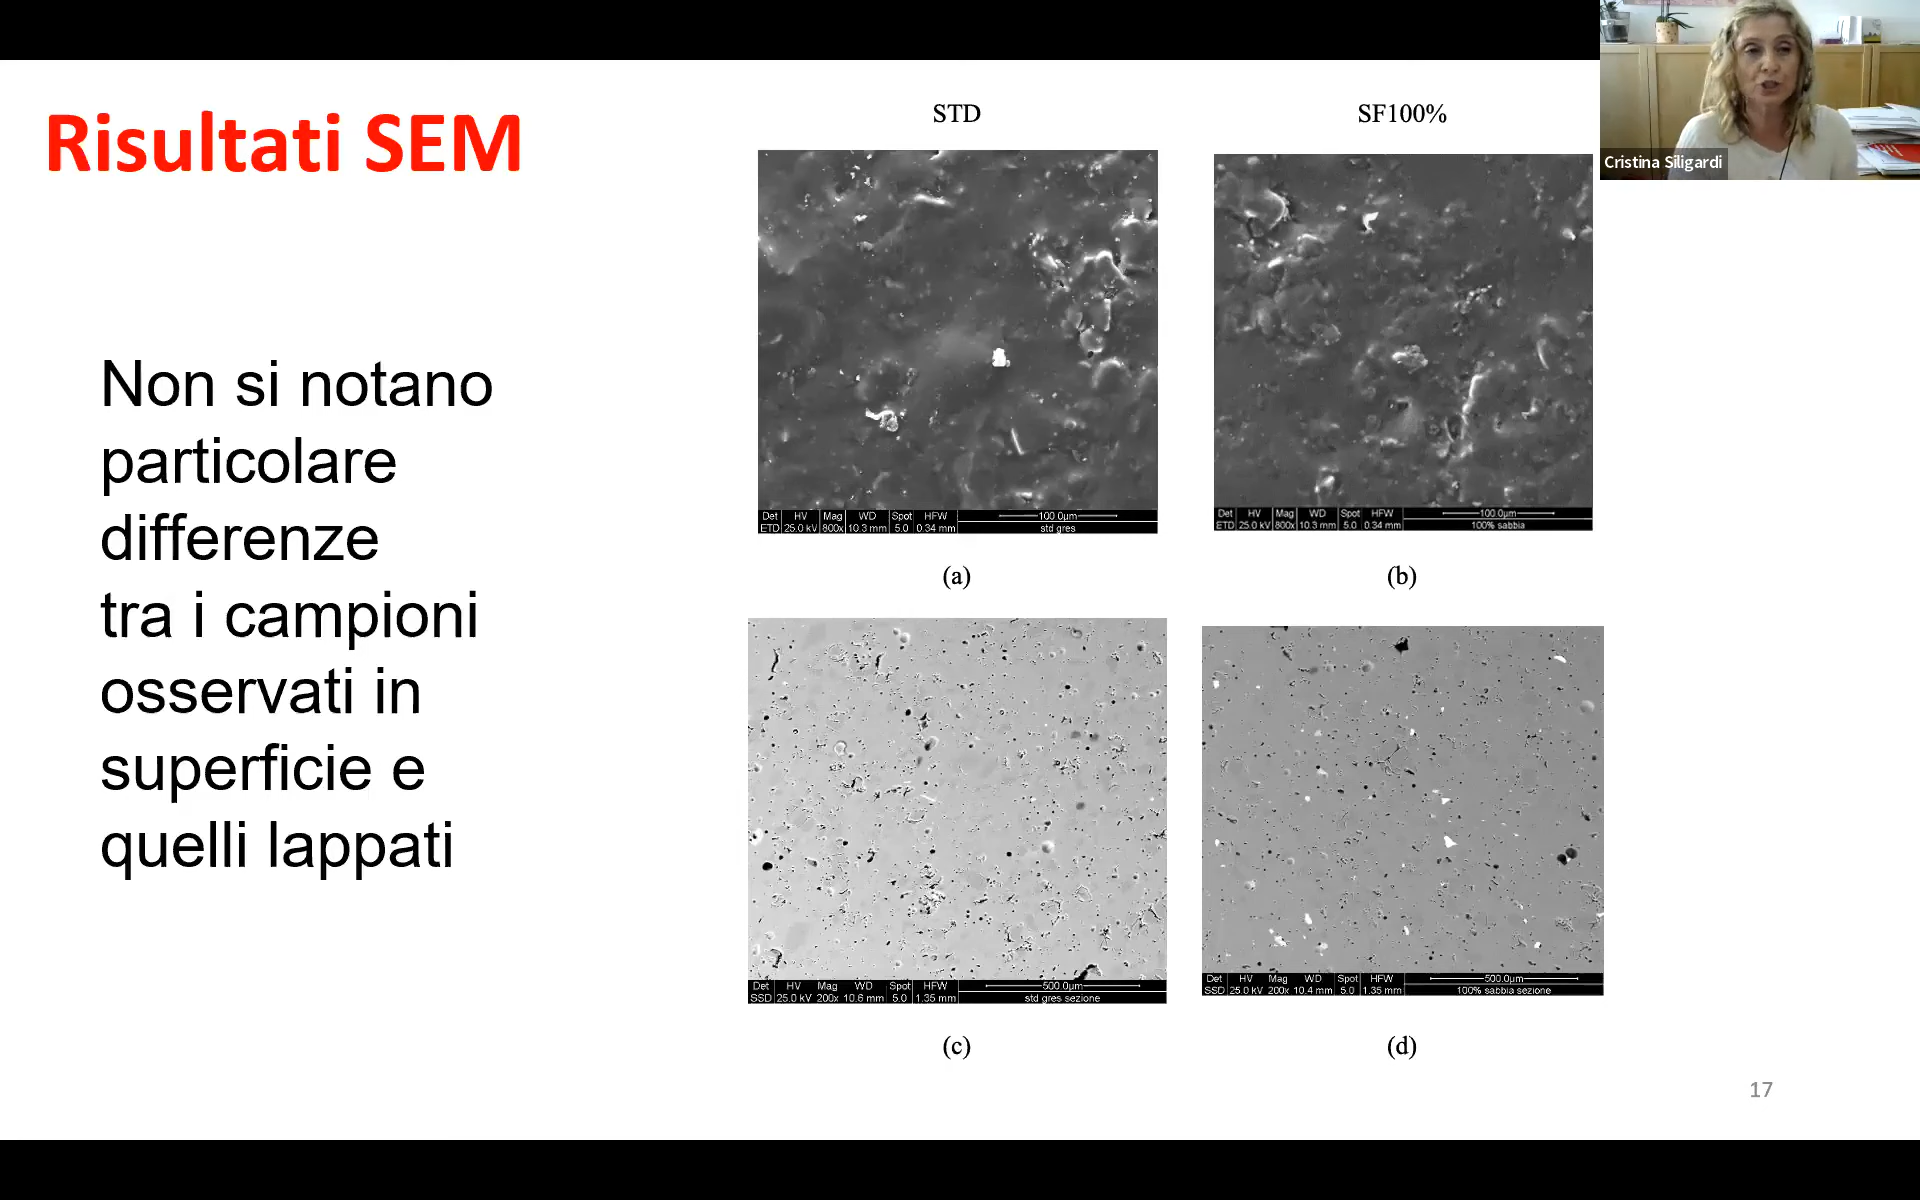 Risultati SEM
Non si notano
particolare
differenze
tra i campioni
osservati in
superficie e
quelli lappati
STD
SF100%
Det HV Mag WD Spot HFW 100.0µm
ETD 25.0 kV 800x 10.3 mm 5.0 0.34 mm std gres
Det HV Mag WD Spot HFW 100.0µm
ETD 25.0 kV 800x 10.3 mm 5.0 0.34 mm 100% sabbia
(a)
(b)
Det HV Mag WD Spot HFW 500.0µm
SSD 25.0 kV 200x 10.6 mm 5.0 1.35 mm std gres sezione
Det HV Mag WD Spot HFW 500.0µm
SSD 25.0 kV 200x 10.4 mm 5.0 1.35 mm 100% sabbia sezione
(c)
(d)
17
Cristina Siligardi